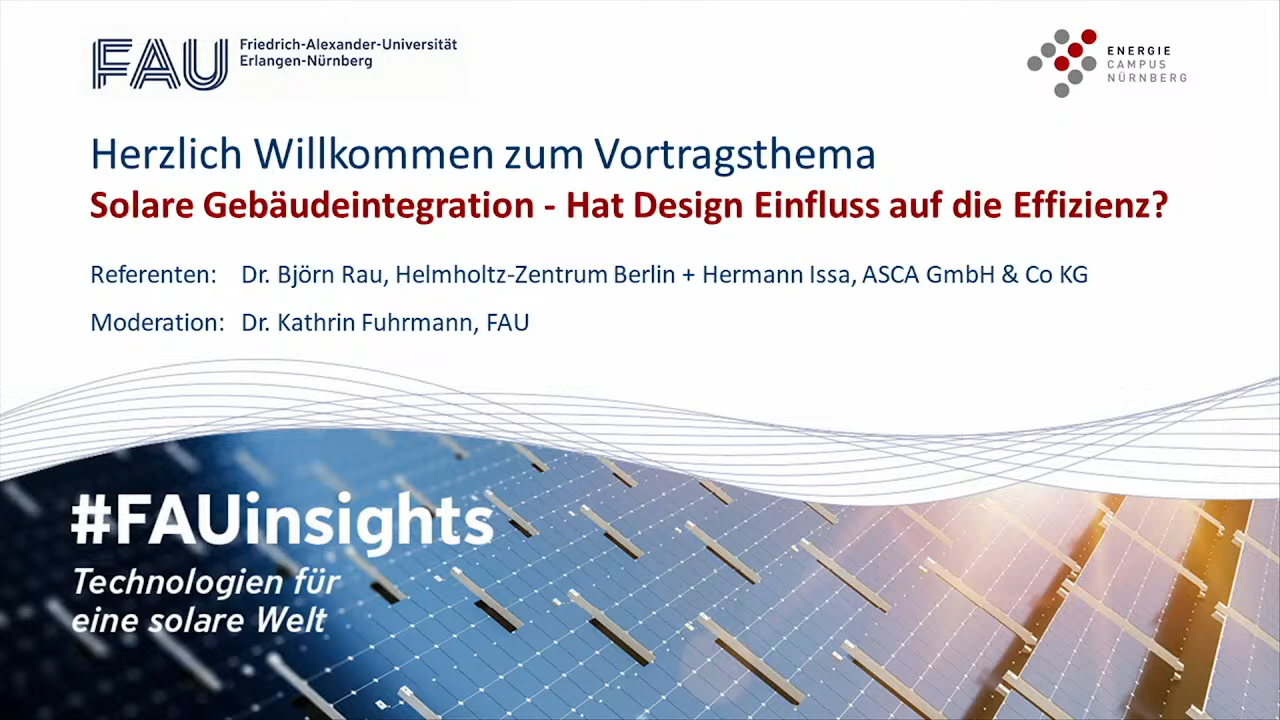 FAU Friedrich-Alexander-Universität
Erlangen-Nürnberg
ENERGIE
CAMPUS
NÜRNBERG
Herzlich Willkommen zum Vortragsthema
Solare Gebäudeintegration - Hat Design Einfluss auf die Effizienz?
Referenten: Dr. Björn Rau, Helmholtz-Zentrum Berlin + Hermann Issa, ASCA GmbH & Co KG
Moderation: Dr. Kathrin Fuhrmann, FAU
#FAUinsights
Technologien für
eine solare Welt